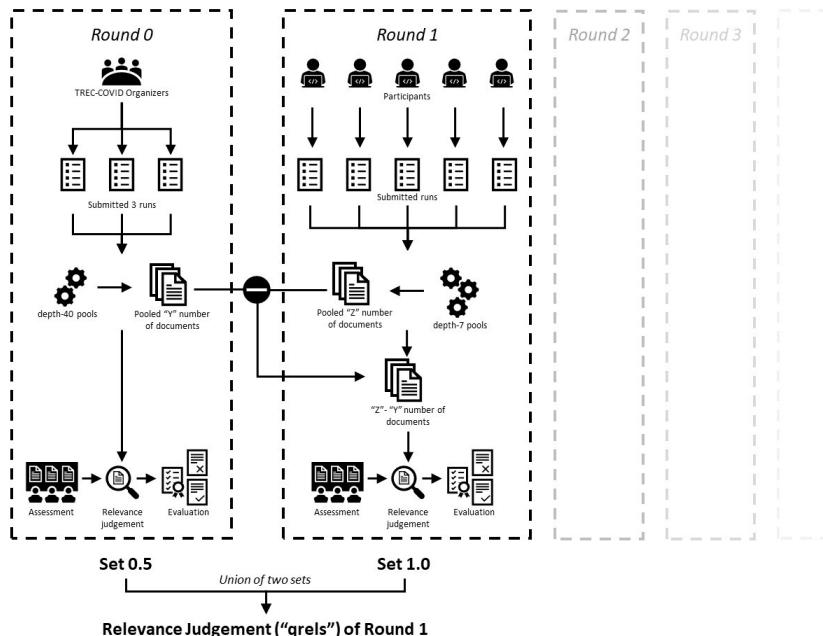 Round 0
TREC-COVID Organizers
Submitted 3 runs
depth-40 pools
Pooled “Y” number
of documents
Assessment
Relevance
judgement
Evaluation
Round 1
Participants
Submitted runs
Pooled “Z” number
of documents
depth-7 pools
“Z”- “Y” number of
documents
Assessment
Relevance
judgement
Evaluation
Round 2
Round 3
Set 0.5
Set 1.0
Union of two sets
Relevance Judgement (“qrels”) of Round 1